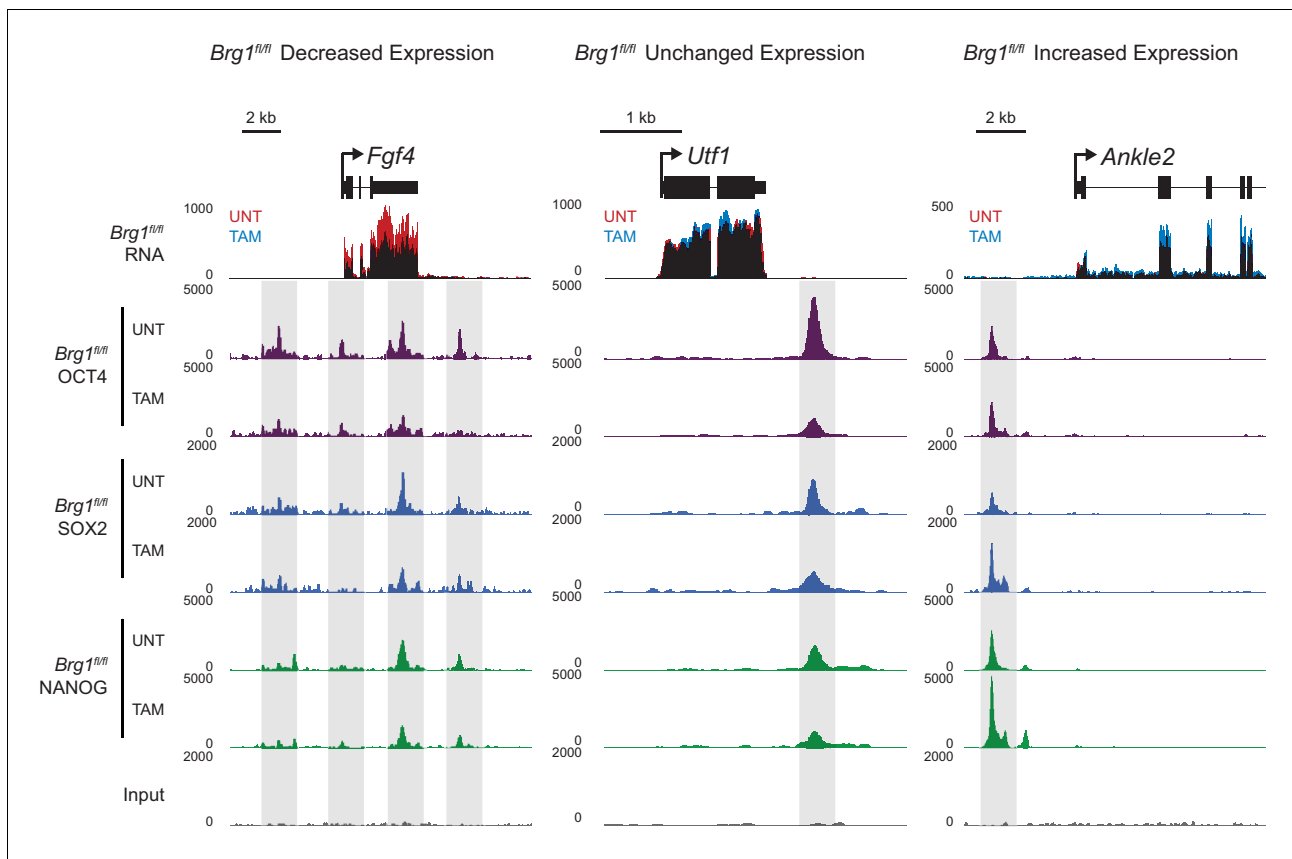 Brg1fl/fl Decreased Expression
Brg1fl/fl Unchanged Expression
Brg1fl/fl Increased Expression
2 kb
1 kb
2 kb
Fgf4
Utf1
Ankle2
Brg1fl/fl
RNA
1000
0
UNT
TAM
1000
0
UNT
TAM
500
0
UNT
TAM
Brg1fl/fl
OCT4
UNT
5000
0
5000
0
5000
0
TAM
5000
0
5000
0
5000
0
Brg1fl/fl
SOX2
UNT
2000
0
2000
0
2000
0
TAM
2000
0
2000
0
2000
0
Brg1fl/fl
NANOG
UNT
5000
0
5000
0
5000
0
TAM
5000
0
5000
0
5000
0
Input
2000
0
2000
0
2000
0